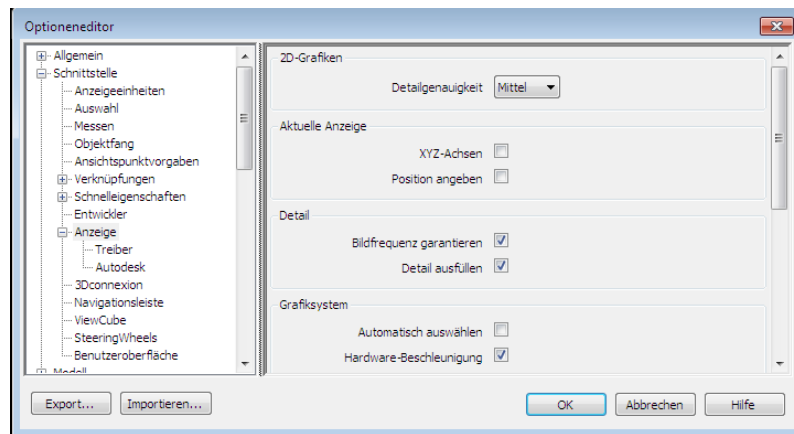 Optioneneditor
Allgemein
Schnittstelle
Anzeigeeinheiten
Auswahl
Messen
Objektfang
Ansichtspunktvorgaben
Verknüpfungen
Schnelleigenschaften
Entwickler
Anzeige
Treiber
Autodesk
3Dconnexion
Navigationsleiste
ViewCube
SteeringWheels
Benutzeroberfläche
Modell
2D-Grafiken
Detailgenauigkeit Mittel
Aktuelle Anzeige
XYZ-Achsen
Position angeben
Detail
Bildfrequenz garantieren
Detail ausfüllen
Grafiksystem
Automatisch auswählen
Hardware-Beschleunigung
Export... Importieren... OK Abbrechen Hilfe